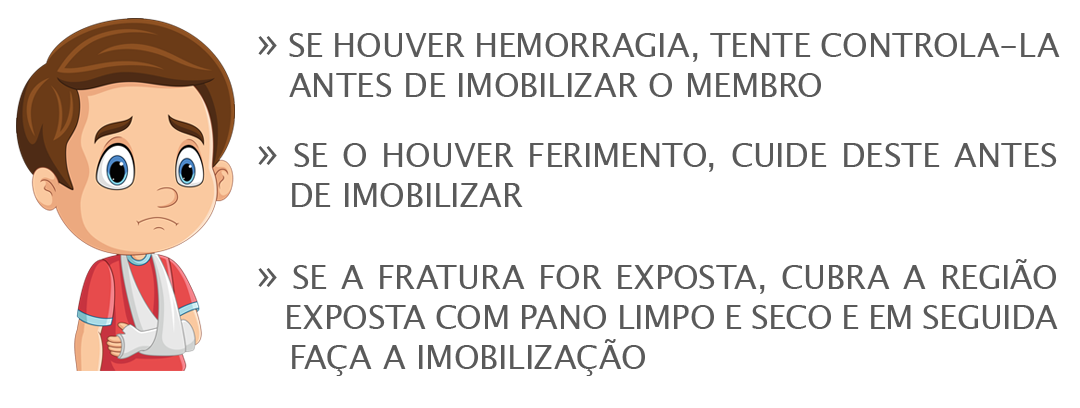 » SE HOUVER HEMORRAGIA, TENTE CONTROLA-LA
ANTES DE IMOBILIZAR O MEMBRO
» SE O HOUVER FERIMENTO, CUIDE DESTE ANTES
DE IMOBILIZAR
» SE A FRATURA FOR EXPOSTA, CUBRA A REGIÃO
EXPOSTA COM PANO LIMPO E SECO E EM SEGUIDA
FAÇA A IMOBILIZAÇÃO